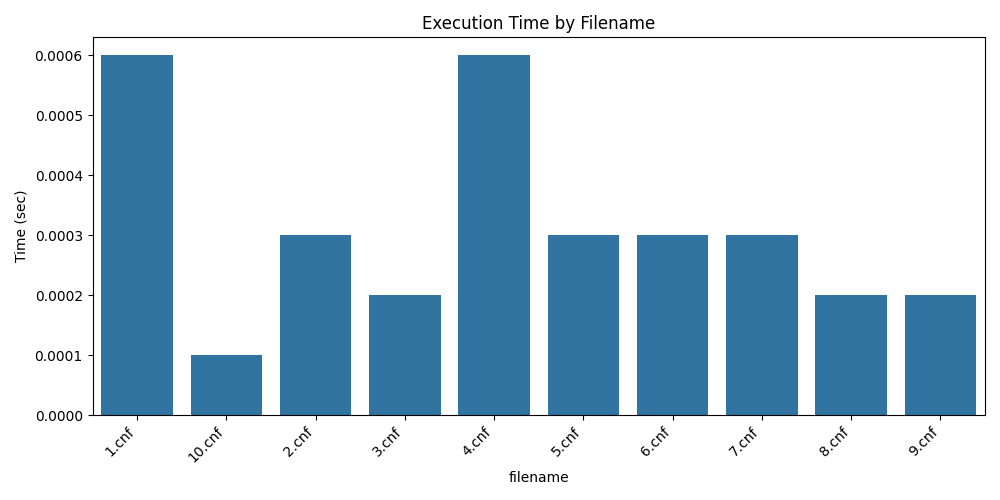 Execution Time by Filename
Time (sec)
0.0006
0.0005
0.0004
0.0003
0.0002
0.0001
0.0000
1.cnf
10.cnf
2.cnf
3.cnf
4.cnf
5.cnf
6.cnf
7.cnf
8.cnf
9.cnf
filename